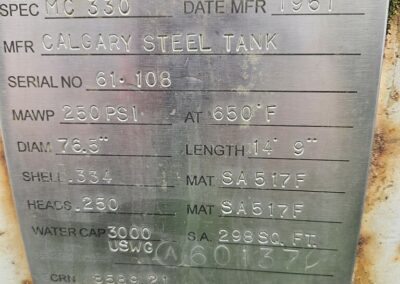 SPEC MC 330 DATE MFR 1961
MFR CALGARY STEEL TANK
SERIAL NO 61-108
MAWP 250 PSI AT 650°F
DIAM 76.5" LENGTH 14' 9"
SHELL .334 MAT SA517F
HEADS .250 MAT SA517F
WATER CAP 3000 USWG S.A. 298 SQ. FT.
A 60137
CRN